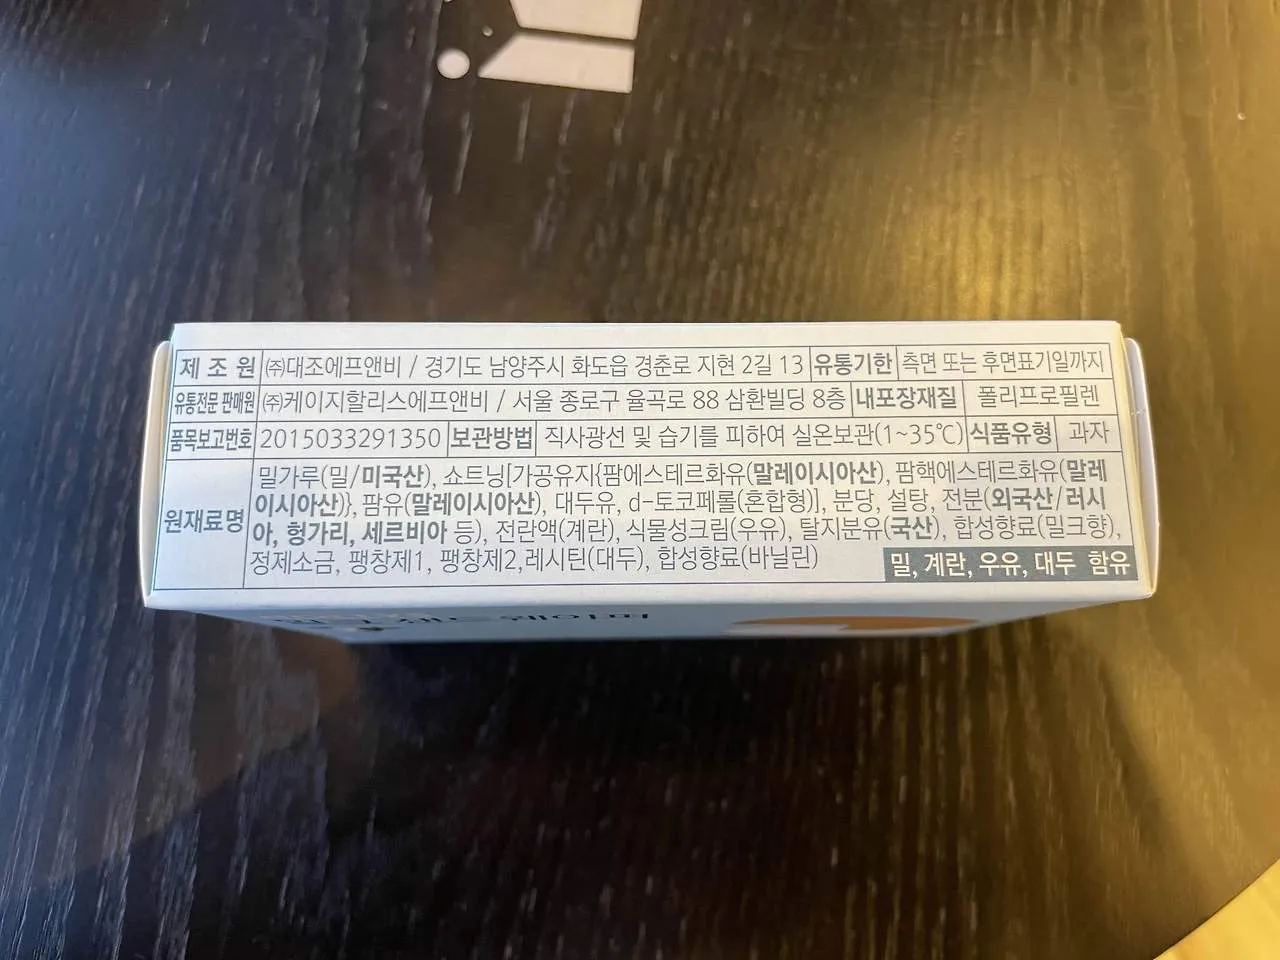 제 조 원 ㈜대조에프앤비 / 경기도 남양주시 화도읍 경춘로 지현 2길 13 유통기한 측면 또는 후면표기일까지
유통전문 판매원 ㈜케이지할리스에프앤비 / 서울 종로구 율곡로 88 삼환빌딩 8층 내포장재질 폴리프로필렌
품목보고번호 2015033291350 보관방법 직사광선 및 습기를 피하여 실온보관(1~35℃) 식품유형 과자
원재료명 밀가루(밀/미국산), 쇼트닝[가공유지{팜에스테르화유(말레이시아산), 팜핵에스테르화유(말레
이시아산)}, 팜유(말레이시아산), 대두유, d-토코페롤(혼합형)], 분당, 설탕, 전분(외국산/러시
아, 헝가리, 세르비아 등), 전란액(계란), 식물성크림(우유), 탈지분유(국산), 합성향료(밀크향),
정제소금, 팽창제1, 팽창제2,레시틴(대두), 합성향료(바닐린) 밀, 계란, 우유, 대두 함유